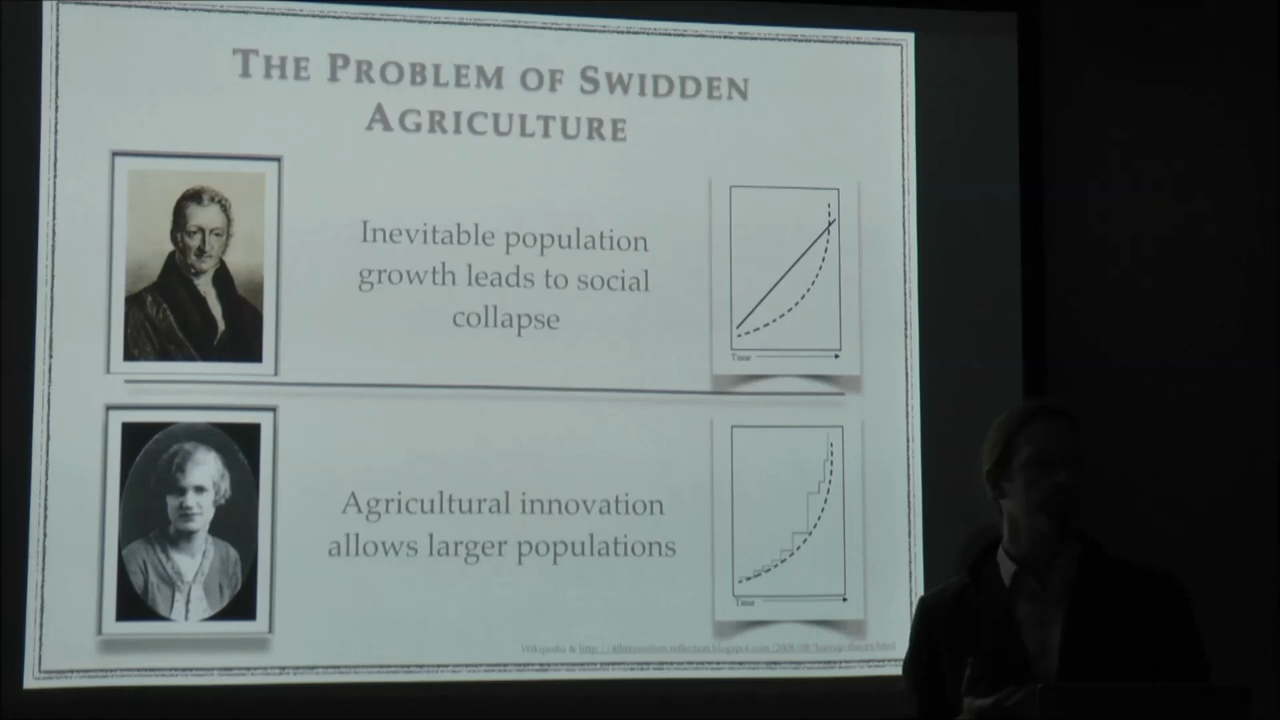 THE PROBLEM OF SWIDDEN
AGRICULTURE
Inevitable population
growth leads to social
collapse
Time
Agricultural innovation
allows larger populations
Time
Wikipedia &